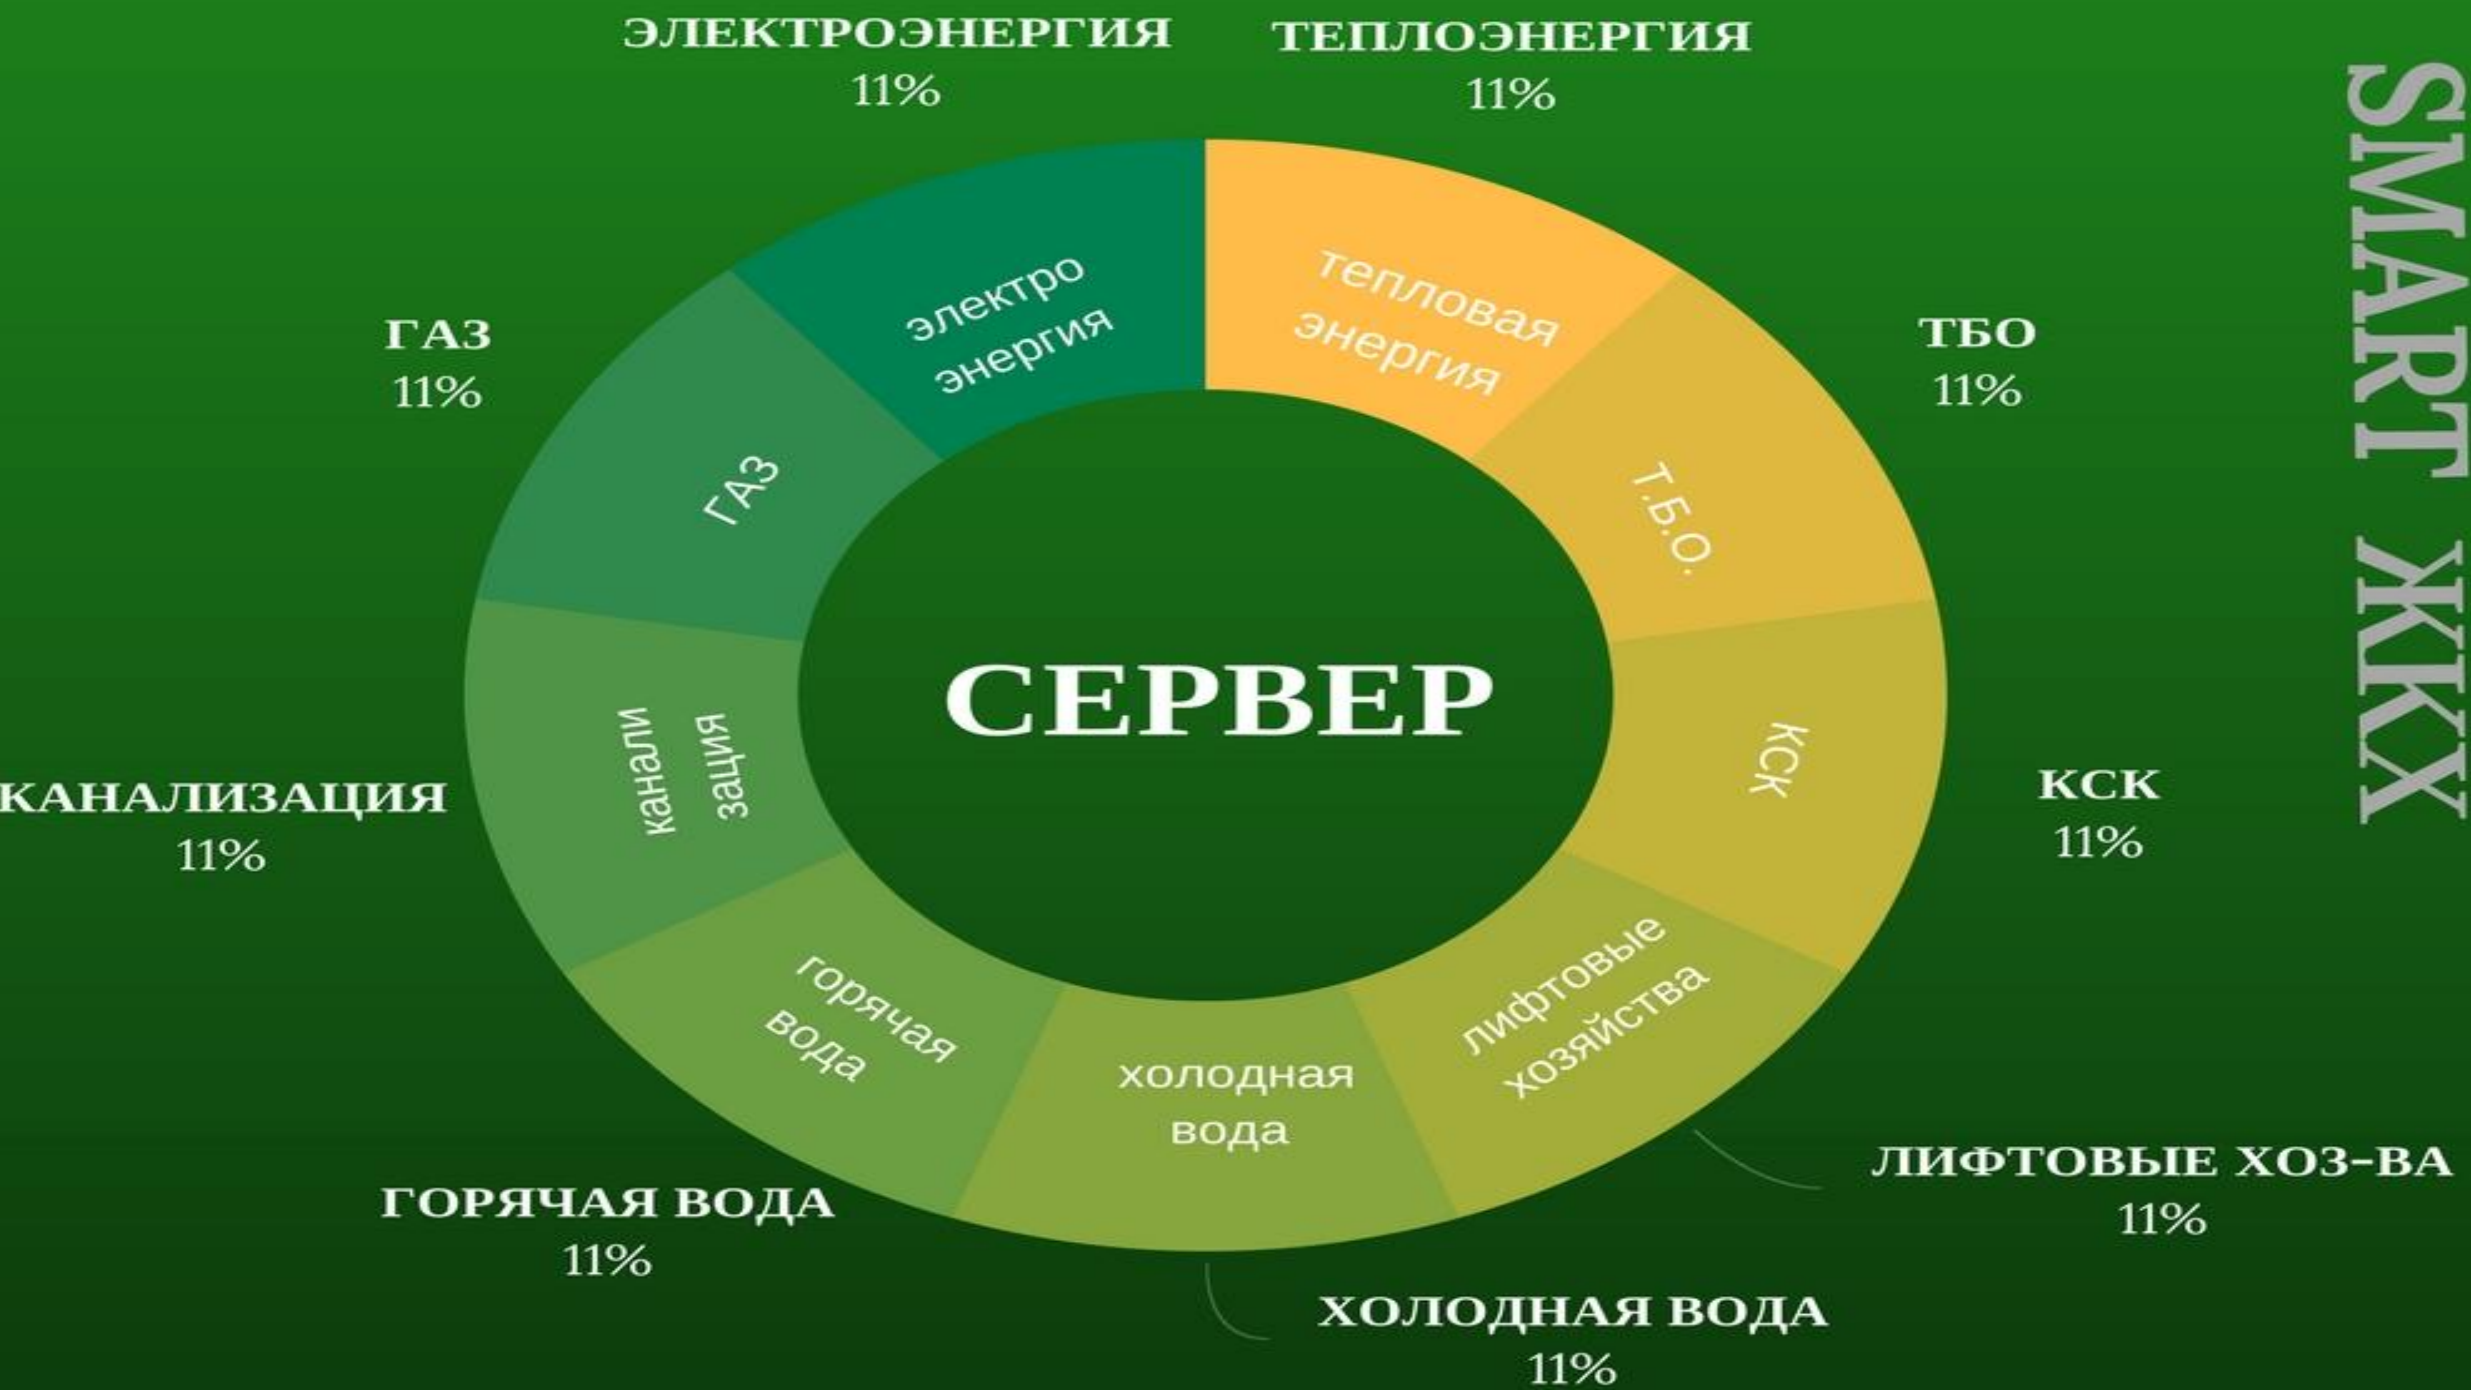 ЭЛЕКТРОЭНЕРГИЯ
11%
ТЕПЛОЭНЕРГИЯ
11%
ГАЗ
11%
ТБО
11%
КАНАЛИЗАЦИЯ
11%
КСК
11%
ГОРЯЧАЯ ВОДА
11%
ЛИФТОВЫЕ ХОЗ-ВА
11%
ХОЛОДНАЯ ВОДА
11%
электро
энергия
тепловая
энергия
ГАЗ
Т.Б.О.
канали
зация
СЕРВЕР
КСК
горячая
вода
холодная
вода
лифтовые
хозяйства
SMART ЖКХ